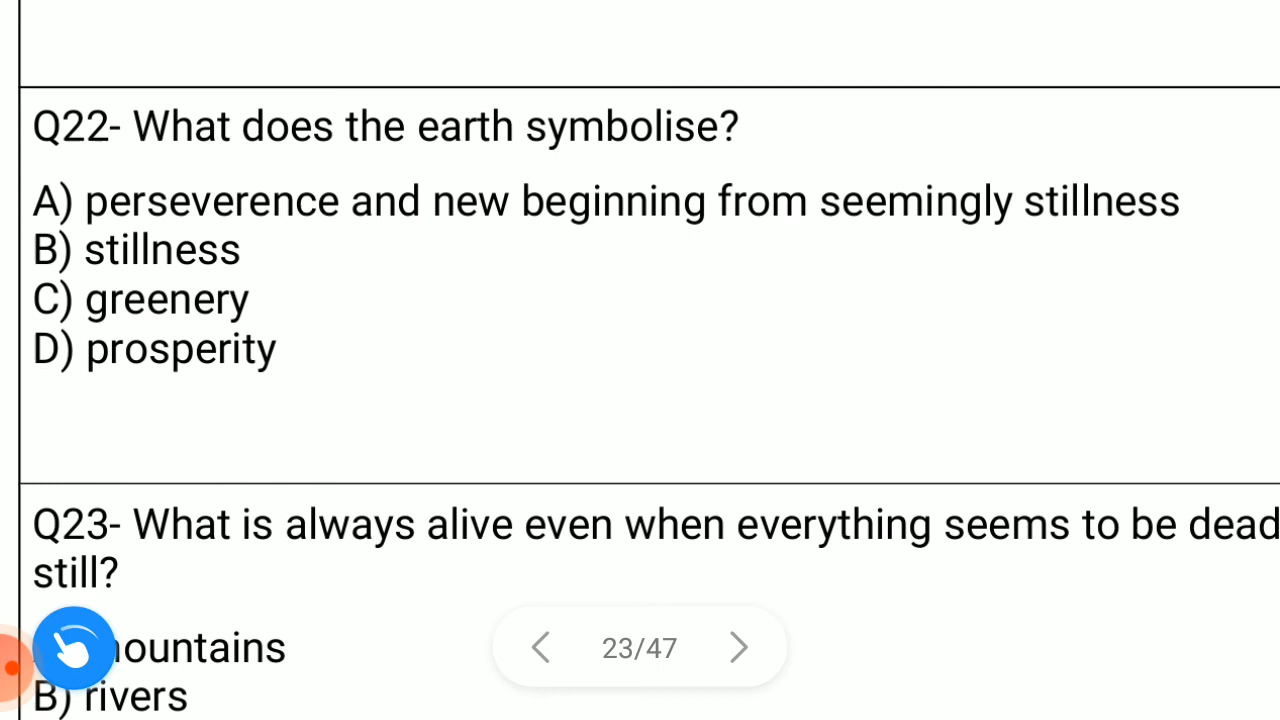 Q22- What does the earth symbolise?
A) perseverence and new beginning from seemingly stillness
B) stillness
C) greenery
D) prosperity
Q23- What is always alive even when everything seems to be dead
still?
B) rivers
23/47